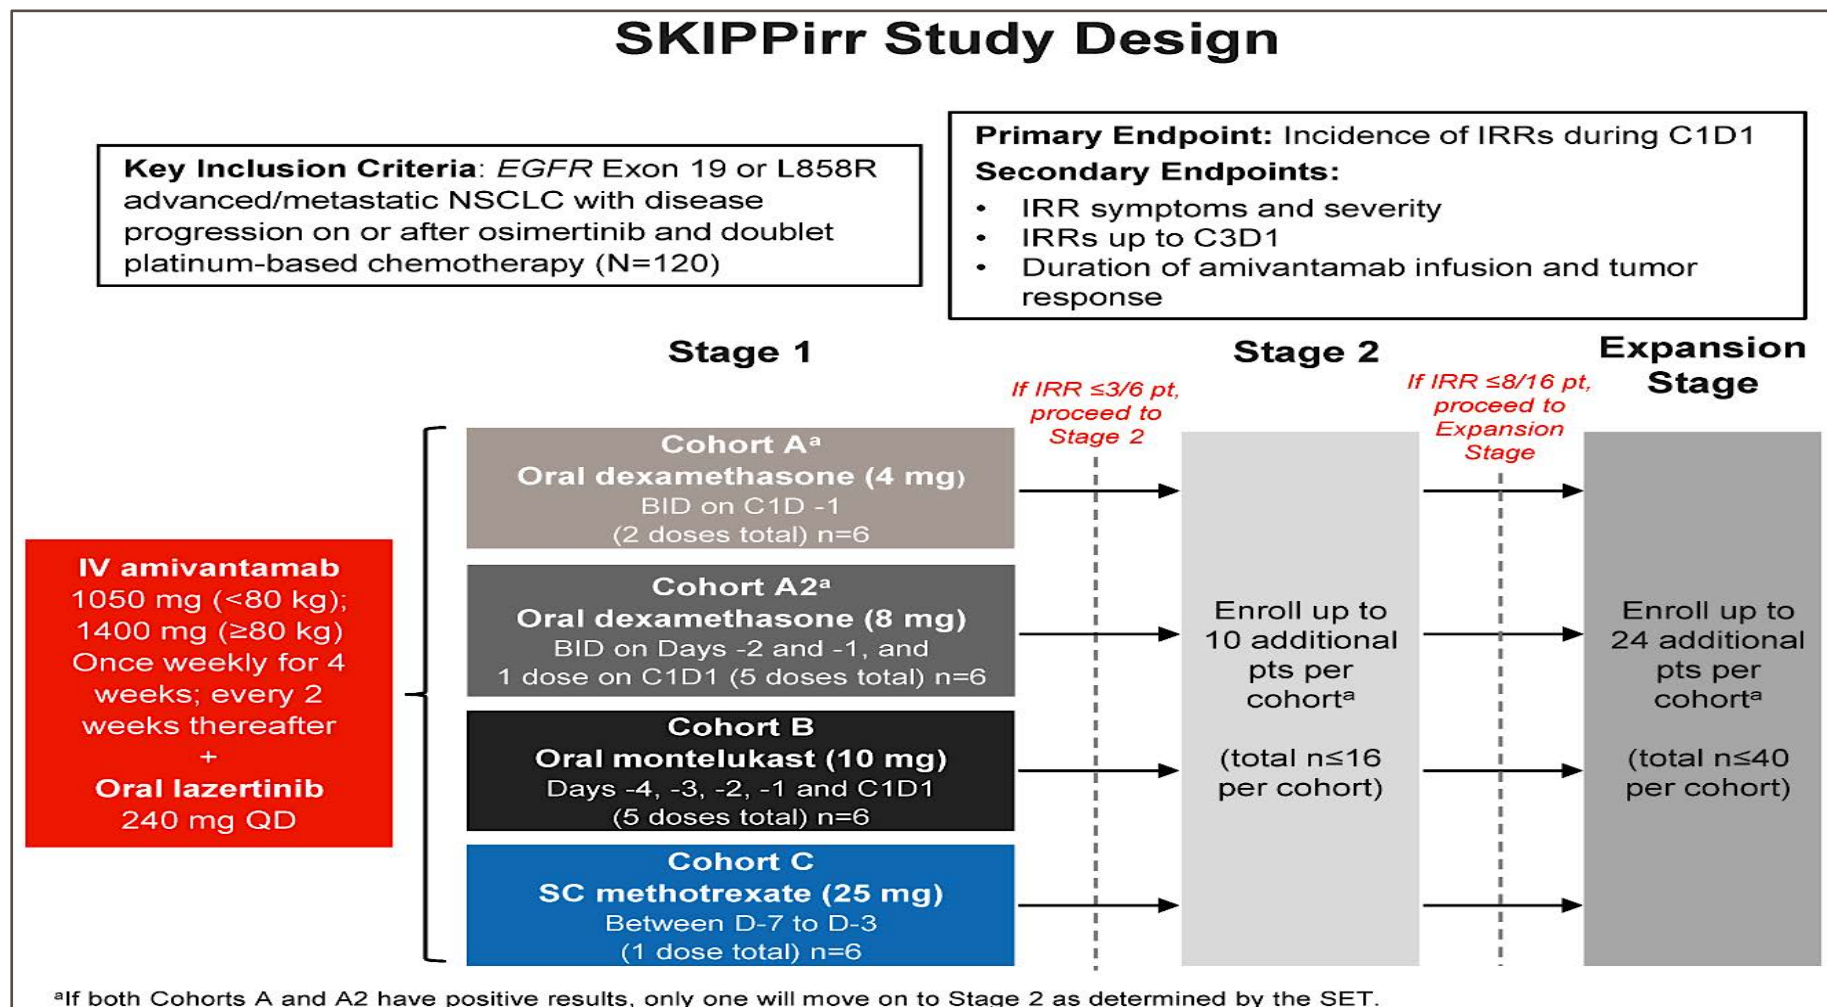 SKIPPirr Study Design
Key Inclusion Criteria: EGFR Exon 19 or L858R
advanced/metastatic NSCLC with disease
progression on or after osimertinib and doublet
platinum-based chemotherapy (N=120)
Primary Endpoint: Incidence of IRRs during C1D1
Secondary Endpoints:
• IRR symptoms and severity
• IRRs up to C3D1
• Duration of amivantamab infusion and tumor
response
Stage 1
Stage 2
Expansion
Stage
If IRR ≤3/6 pt,
proceed to
Stage 2
If IRR ≤8/16 pt,
proceed to
Expansion
Stage
IV amivantamab
1050 mg (<80 kg);
1400 mg (≥80 kg)
Once weekly for 4
weeks; every 2
weeks thereafter
+
Oral lazertinib
240 mg QD
Cohort Aᵃ
Oral dexamethasone (4 mg)
BID on C1D -1
(2 doses total) n=6
Cohort A2ᵃ
Oral dexamethasone (8 mg)
BID on Days -2 and -1, and
1 dose on C1D1 (5 doses total) n=6
Cohort B
Oral montelukast (10 mg)
Days -4, -3, -2, -1 and C1D1
(5 doses total) n=6
Cohort C
SC methotrexate (25 mg)
Between D-7 to D-3
(1 dose total) n=6
Enroll up to
10 additional
pts per
cohortᵃ
(total n≤16
per cohort)
Enroll up to
24 additional
pts per
cohortᵃ
(total n≤40
per cohort)
ᵃIf both Cohorts A and A2 have positive results, only one will move on to Stage 2 as determined by the SET.